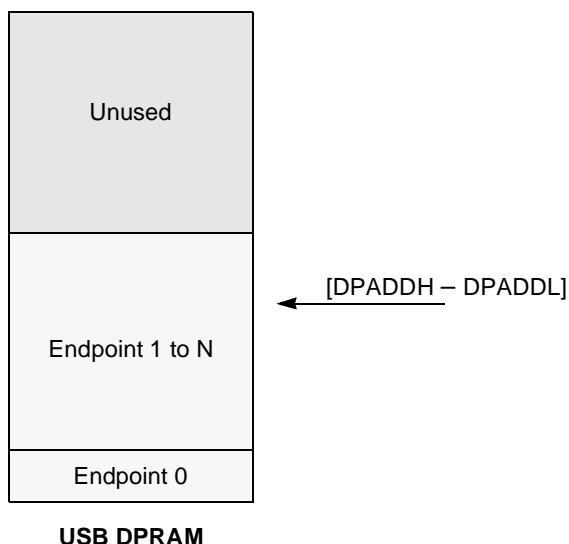 Unused
[DPADDH – DPADDL]
Endpoint 1 to N
Endpoint 0
USB DPRAM